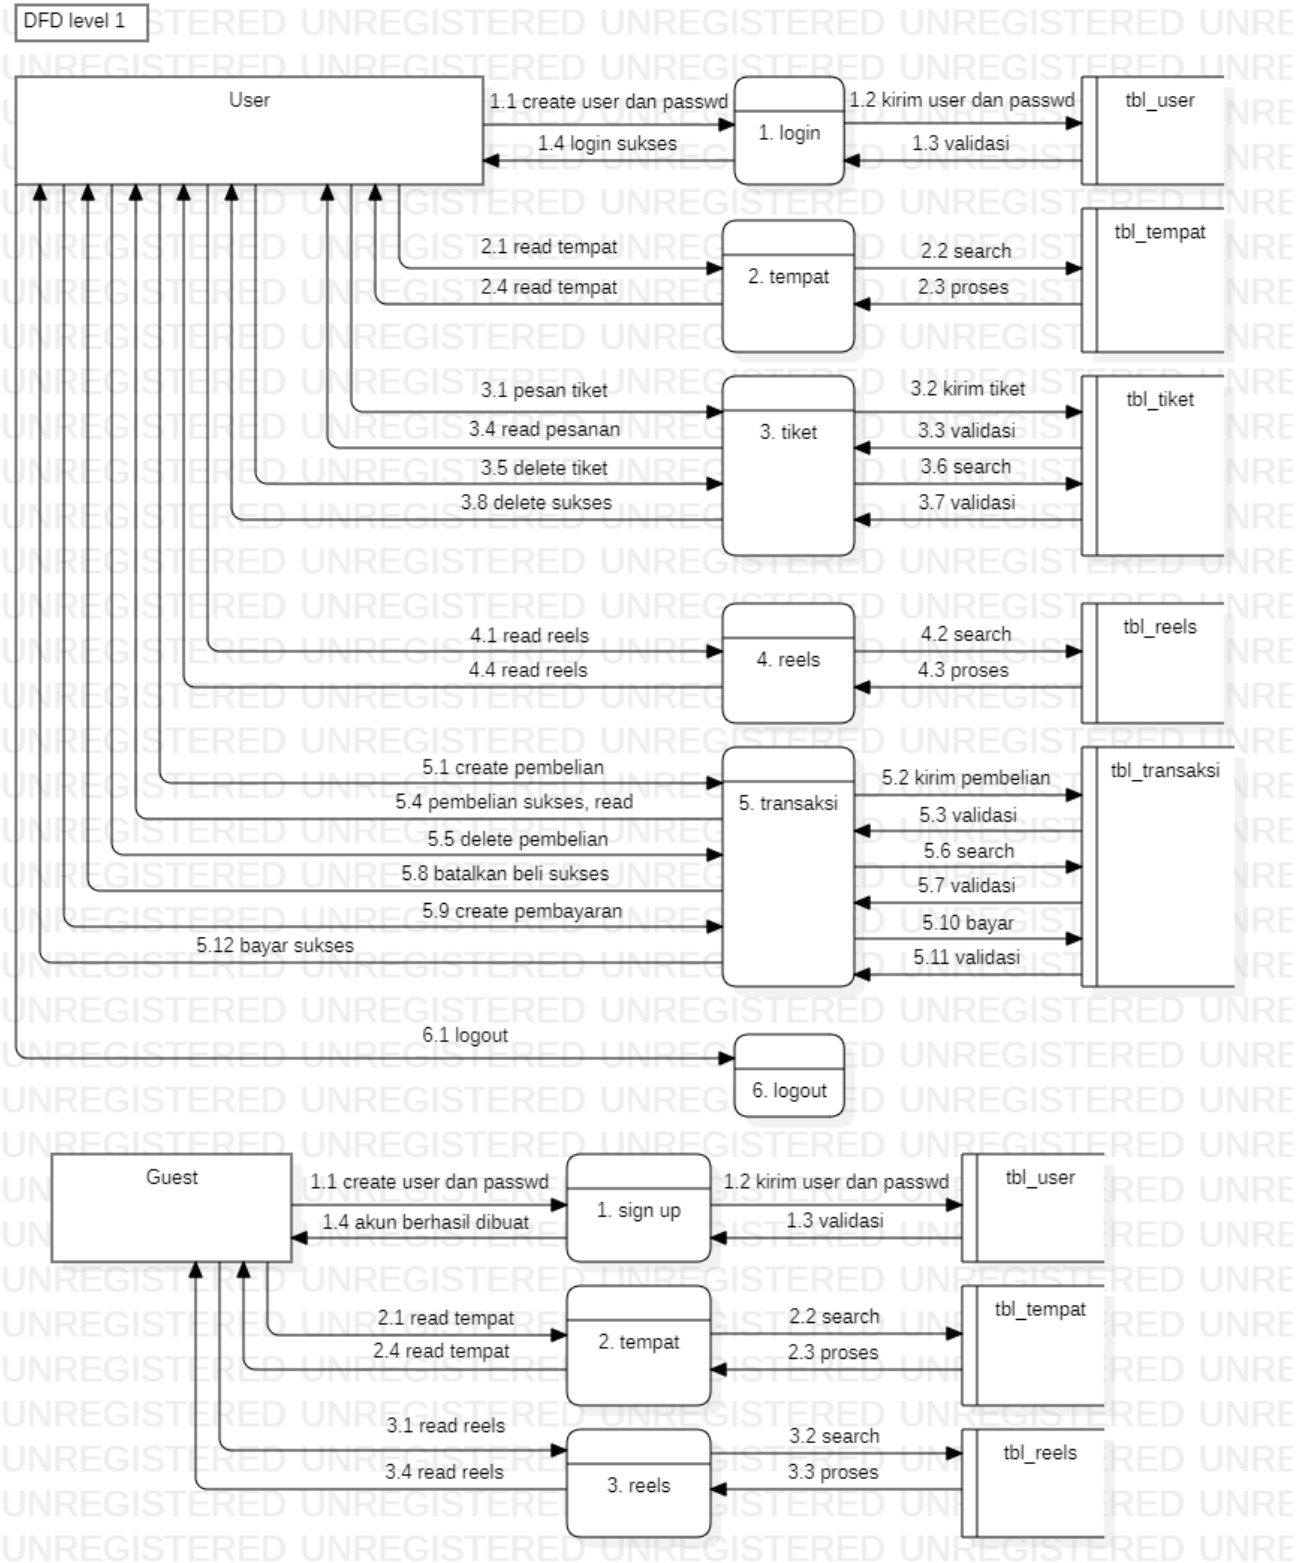 DFD level 1
User
1.1 create user dan passwd
1.4 login sukses
1. login
1.2 kirim user dan passwd
1.3 validasi
tbl_user
2.1 read tempat
2.4 read tempat
2. tempat
2.2 search
2.3 proses
tbl_tempat
3.1 pesan tiket
3.4 read pesanan
3.5 delete tiket
3.8 delete sukses
3. tiket
3.2 kirim tiket
3.3 validasi
3.6 search
3.7 validasi
tbl_tiket
4.1 read reels
4.4 read reels
4. reels
4.2 search
4.3 proses
tbl_reels
5.1 create pembelian
5.4 pembelian sukses, read
5.5 delete pembelian
5.8 batalkan beli sukses
5.9 create pembayaran
5.12 bayar sukses
5. transaksi
5.2 kirim pembelian
5.3 validasi
5.6 search
5.7 validasi
5.10 bayar
5.11 validasi
tbl_transaksi
6.1 logout
6. logout
Guest
1.1 create user dan passwd
1.4 akun berhasil dibuat
1. sign up
1.2 kirim user dan passwd
1.3 validasi
tbl_user
2.1 read tempat
2.4 read tempat
2. tempat
2.2 search
2.3 proses
tbl_tempat
3.1 read reels
3.4 read reels
3. reels
3.2 search
3.3 proses
tbl_reels
UNREGISTERED